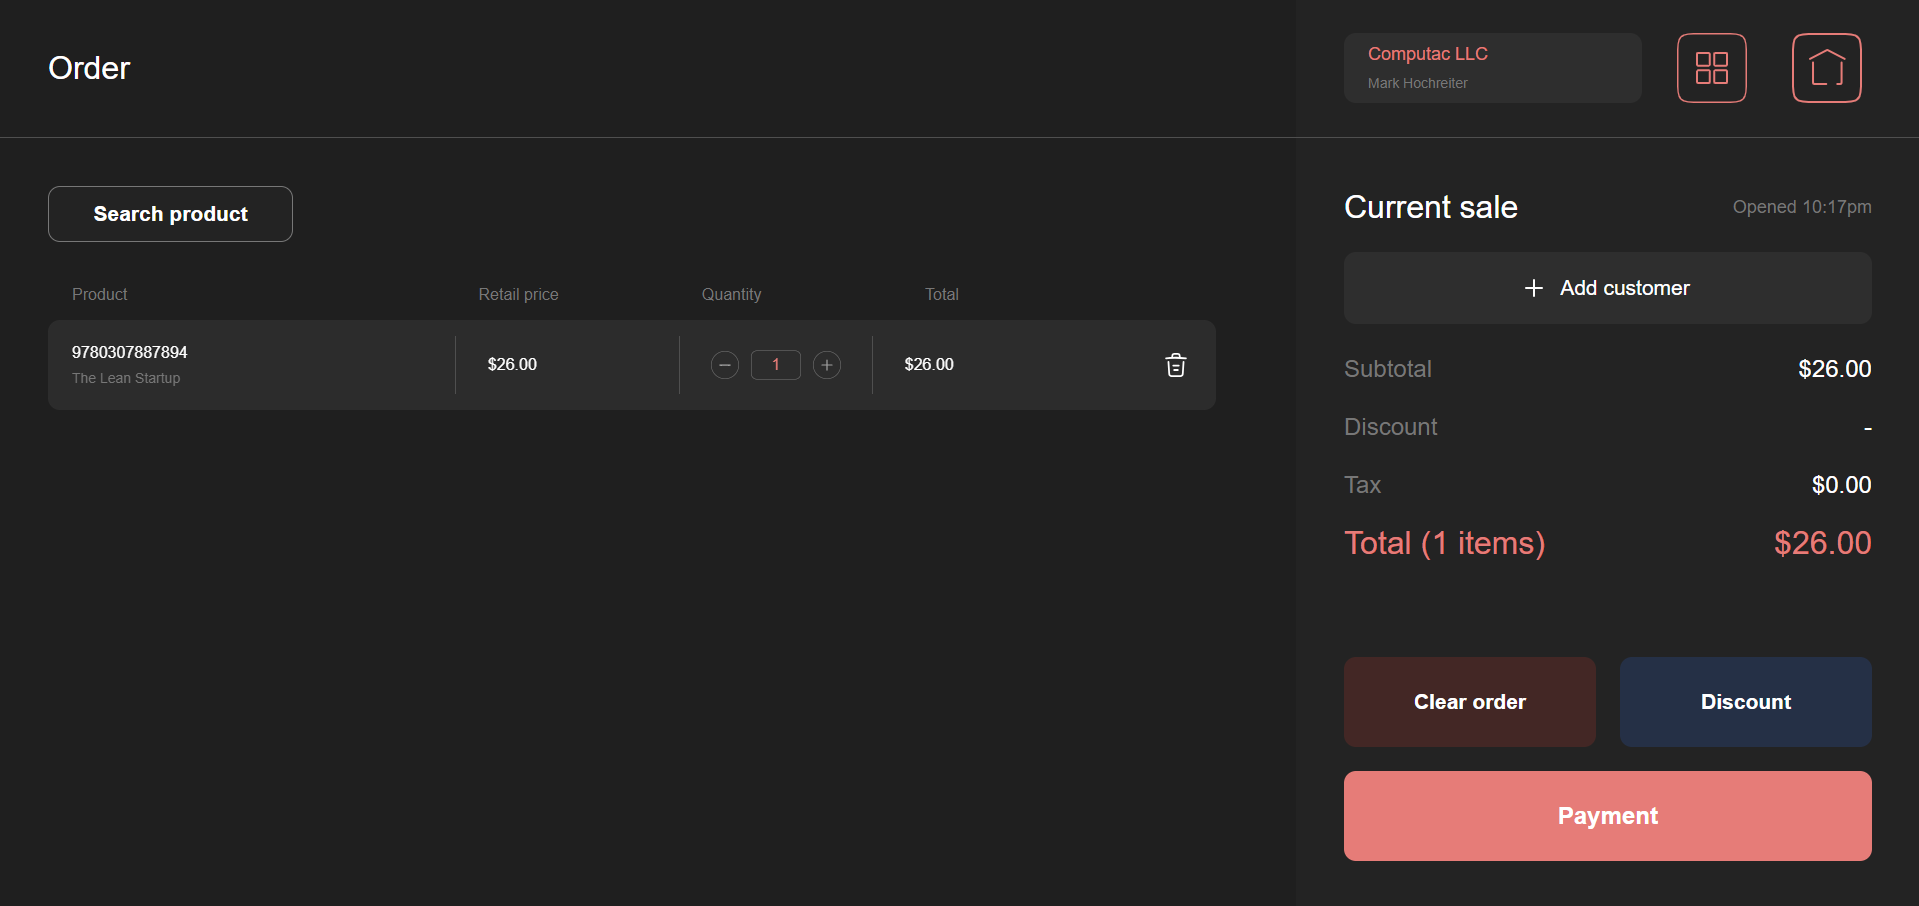 Order
Computac LLC
Mark Hochreiter
Search product
Product Retail price Quantity Total
9780307887894
The Lean Startup
$26.00 1 $26.00
Current sale
Opened 10:17pm
Add customer
Subtotal $26.00
Discount -
Tax $0.00
Total (1 items) $26.00
Clear order
Discount
Payment